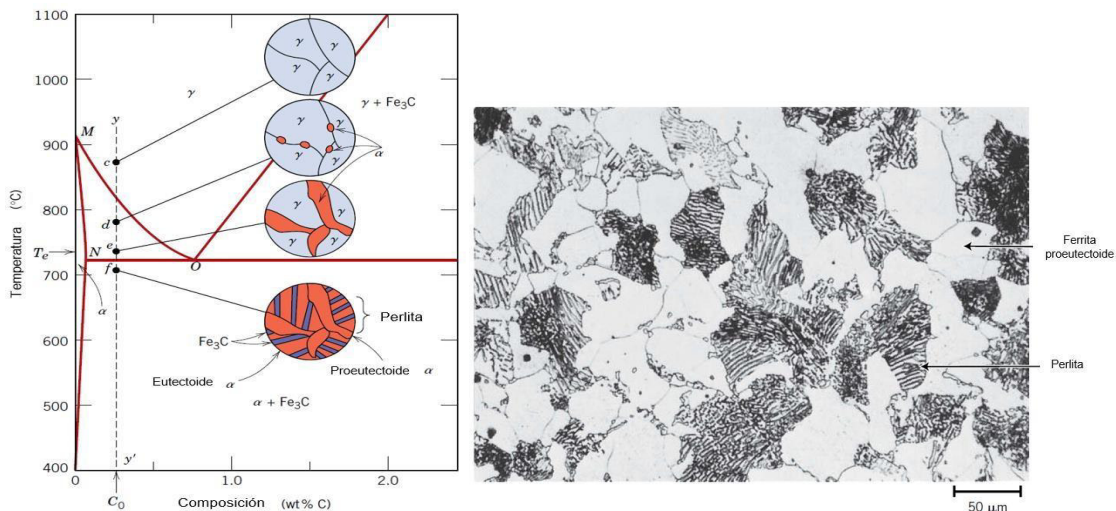 1100
1000
900
800
700
600
500
400
Temperatura (°C)
T_e
M
N
O
y
c
d
e
f
y'
α
γ
γ γ
γ γ
γ + Fe₃C
γ γ
γ γ
α
γ γ
γ γ
Perlita
Fe₃C
Eutectoide α
Proeutectoide α
α + Fe₃C
0
1.0
2.0
C₀
Composición (wt% C)
Ferrita
proeutectoide
Perlita
50 µm